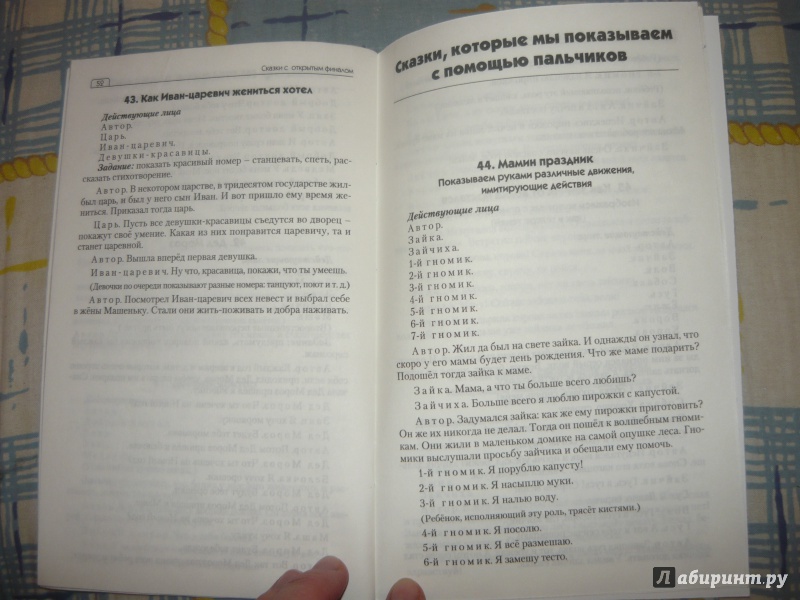 59
Сказки с открытым финалом
43. Как Иван-царевич жениться хотел
Действующие лица
Автор.
Царь.
Иван-царевич.
Девушки-красавицы.
Задание: показать красивый номер – станцевать, спеть, рас-
сказать стихотворение.
Автор. В некотором царстве, в тридесятом государстве жил-
был царь, и был у него сын Иван. И вот пришло ему время же-
ниться. Приказал тогда царь.
Царь. Пусть все девушки-красавицы съедутся во дворец –
покажут своё умение. Какая из них понравится царевичу, та и
станет царевной.
Автор. Вышла вперёд первая девушка.
Иван-царевич. Ну что, красавица, покажи, что ты умеешь.
(Девочки по очереди показывают разные номера: танцуют, поют и т. д.)
Автор. Посмотрел Иван-царевич всех невест и выбрал себе
в жёны Машеньку. Стали они жить-поживать и добра наживать.
Сказки, которые мы показываем
с помощью пальчиков
44. Мамин праздник
Показываем руками различные движения,
имитирующие действия
Действующие лица
Автор.
Зайка.
Зайчиха.
1-й гномик.
2-й гномик.
3-й гномик.
4-й гномик.
5-й гномик.
6-й гномик.
7-й гномик.
Автор. Жил да был на свете зайка. И однажды он узнал, что
скоро у его мамы будет день рождения. Что же маме подарить?
Подошёл тогда зайка к маме.
Зайка. Мама, а что ты больше всего любишь?
Зайчиха. Больше всего я люблю пирожки с капустой.
Автор. Задумался зайка: как же ему пирожки приготовить?
Он же их никогда не делал. Тогда он пошёл к волшебным гноми-
кам. Они жили в маленьком домике на самой опушке леса. Гно-
мики выслушали просьбу зайчика и обещали ему помочь.
1-й гномик. Я порублю капусты!
2-й гномик. Я насыплю муки.
3-й гномик. Я налью воду.
(Ребёнок, исполняющий эту роль, трясёт кистями.)
4-й гномик. Я посолю.
5-й гномик. Я всё размешаю.
6-й гномик. Я замешу тесто.
Лабиринт.ру